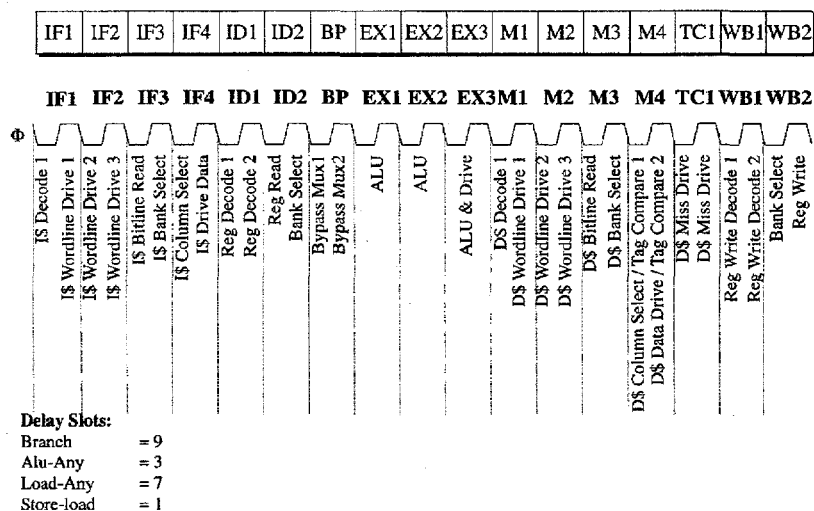 IF1 IF2 IF3 IF4 ID1 ID2 BP EX1 EX2 EX3 M1 M2 M3 M4 TC1 WB1 WB2
IF1 IF2 IF3 IF4 ID1 ID2 BP EX1 EX2 EX3 M1 M2 M3 M4 TC1 WB1 WB2
Φ
I$ Decode 1
I$ Wordline Drive 1
I$ Wordline Drive 2
I$ Wordline Drive 3
I$ Bitline Read
I$ Bank Select
I$ Column Select
I$ Drive Data
Reg Decode 1
Reg Decode 2
Reg Read
Bank Select
Bypass Mux1
Bypass Mux2
ALU
ALU
ALU & Drive
D$ Decode 1
D$ Wordline Drive 1
D$ Wordline Drive 2
D$ Wordline Drive 3
D$ Bitline Read
D$ Bank Select
D$ Column Select / Tag Compare 1
D$ Data Drive / Tag Compare 2
D$ Miss Drive
D$ Miss Drive
Reg Write Decode 1
Reg Write Decode 2
Bank Select
Reg Write
Delay Slots:
Branch = 9
Alu-Any = 3
Load-Any = 7
Store-load = 1